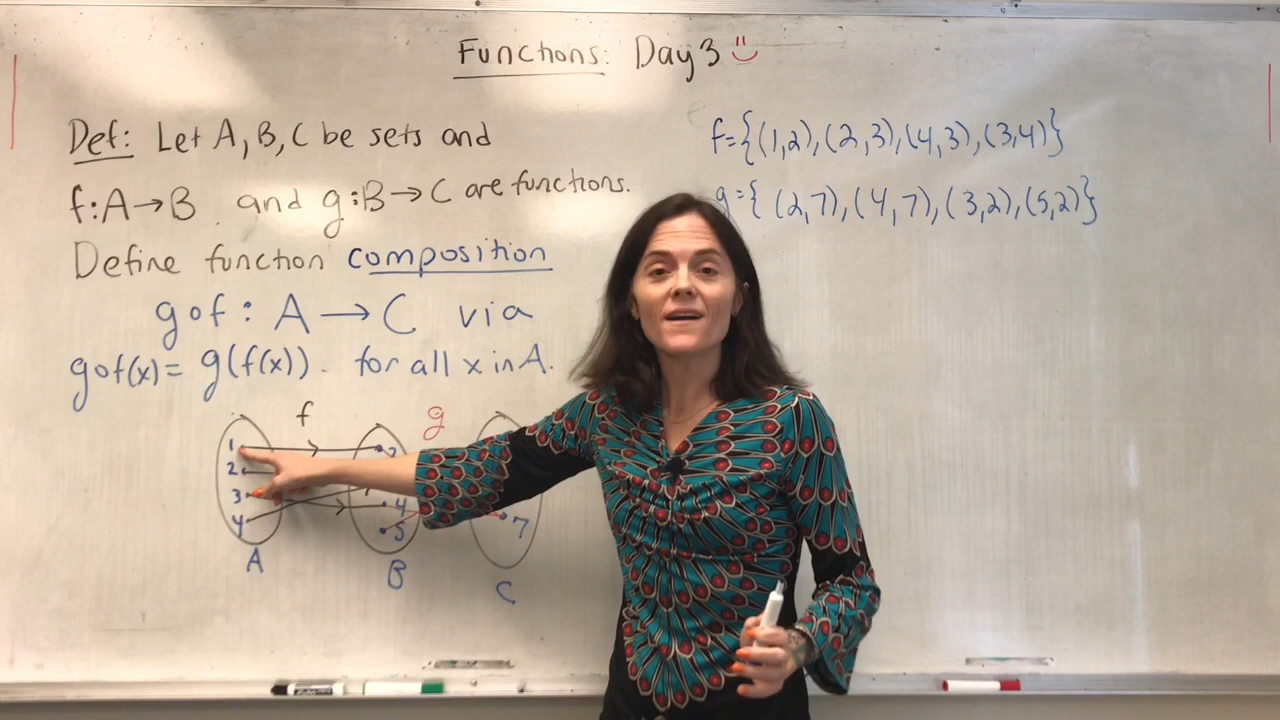 Functions: Day 3
Def: Let A, B, C be sets and
f: A → B and g: B → C are functions.
Define function composition
gof : A → C via
gof(x) = g(f(x)). for all x in A.
f={(1,2),(2,3),(4,3),(3,4)}
g={(2,7),(4,7),(3,2),(5,2)}
f g
1
2
3 4
4 5 7
A B C